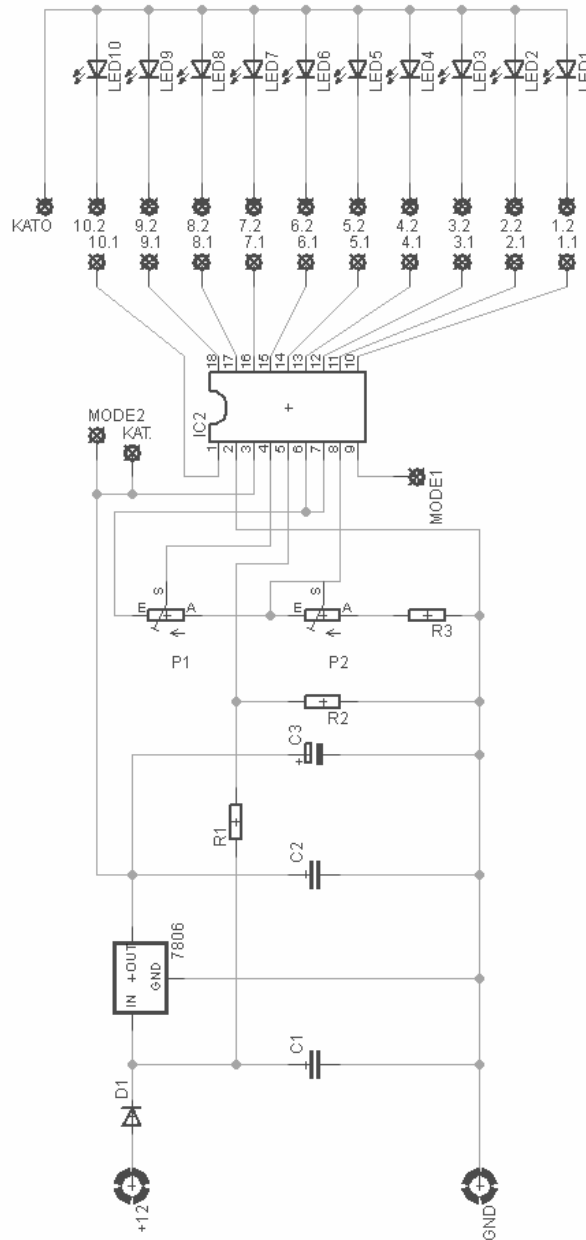 LED10 LED9 LED8 LED7 LED6 LED5 LED4 LED3 LED2 LED1
KATO 10.2 9.2 8.2 7.2 6.2 5.2 4.2 3.2 2.2 1.2
10.1 9.1 8.1 7.1 6.1 5.1 4.1 3.1 2.1 1.1
18 17 16 15 14 13 12 11 10
IC2
MODE2
KAT.
1 2 3 4 5 6 7 8 9
MODE1
S S
E A E A
R3
P1 P2
R2
C3
+
R1
C2
7806
+OUT
GND
IN
C1
D1
+12
GND